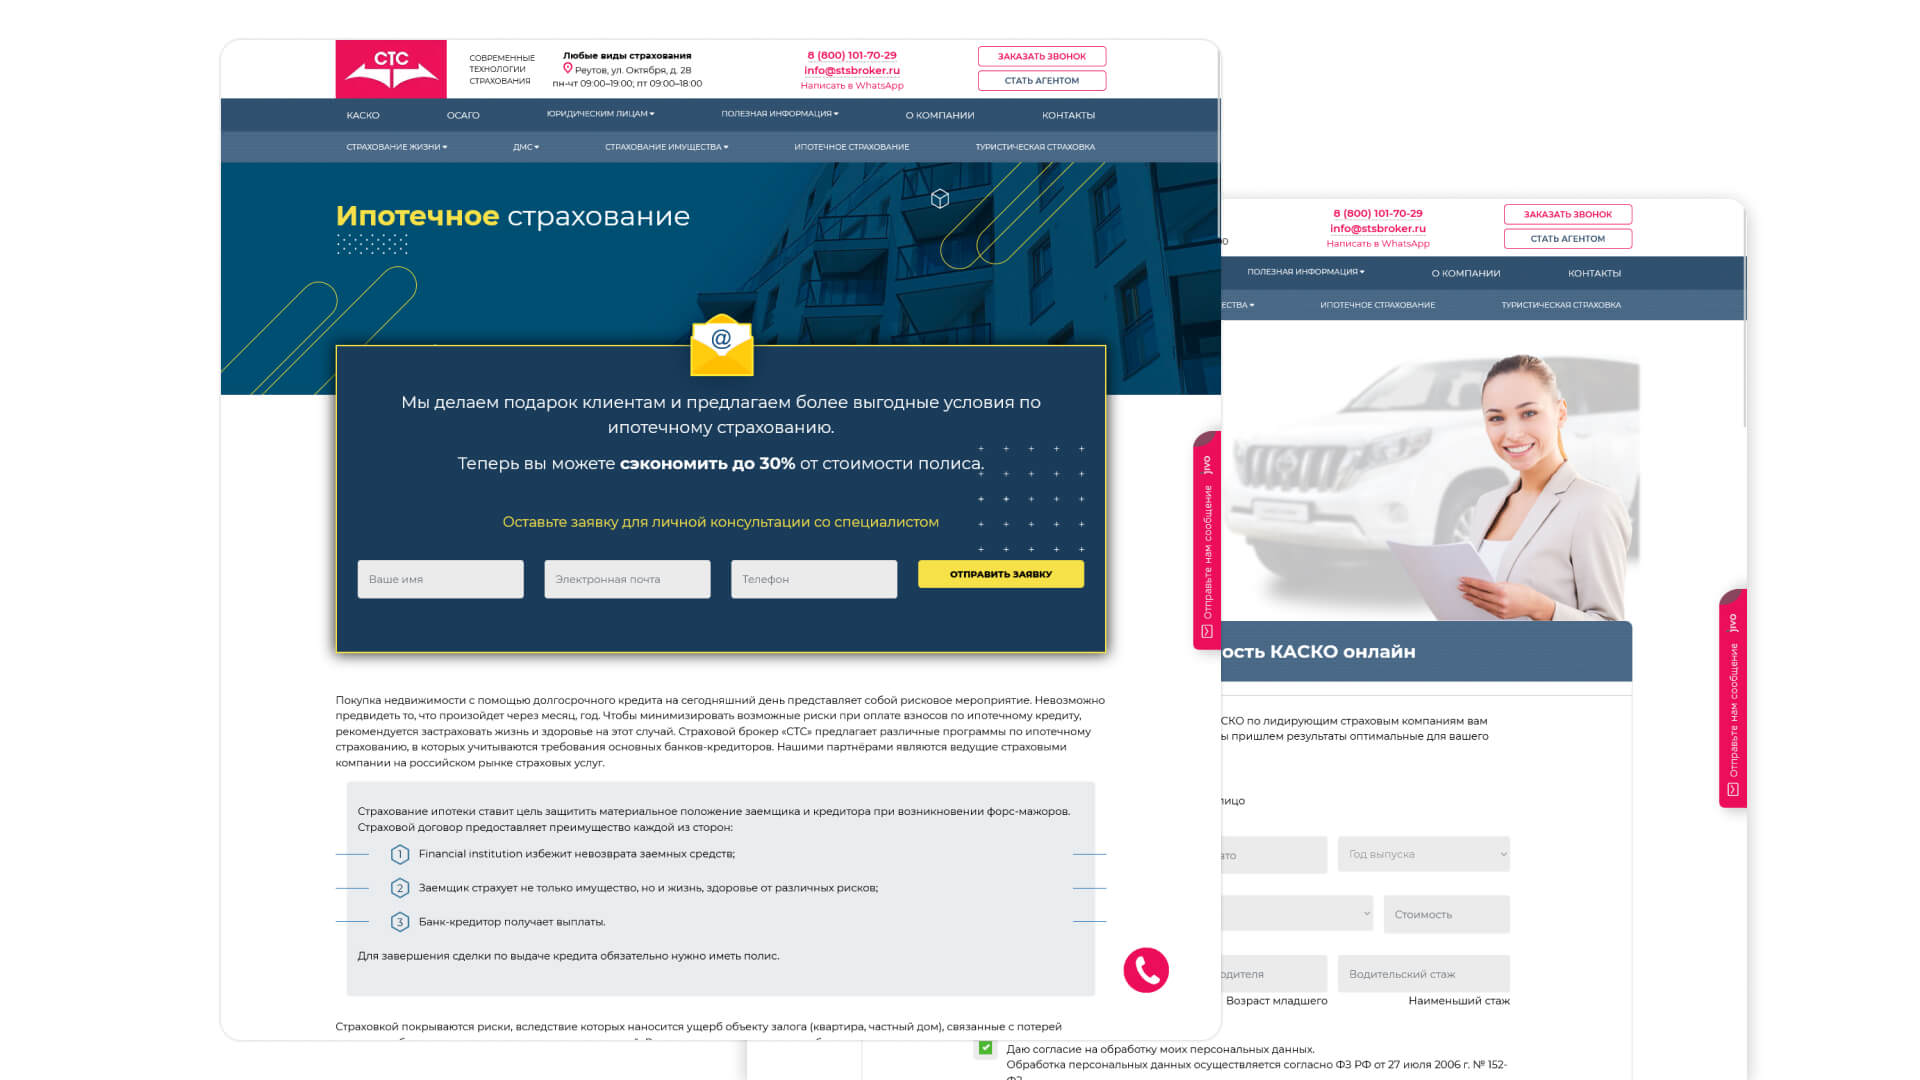 СТС
СОВРЕМЕННЫЕ
ТЕХНОЛОГИИ
СТРАХОВАНИЯ
Любые виды страхования
Реутов, ул. Октября, д. 28
пн-чт 09:00–19:00; пт 09:00–18:00
8 (800) 101-70-29
info@stsbroker.ru
Написать в WhatsApp
ЗАКАЗАТЬ ЗВОНОК
СТАТЬ АГЕНТОМ
КАСКО ОСАГО ЮРИДИЧЕСКИМ ЛИЦАМ ПОЛЕЗНАЯ ИНФОРМАЦИЯ О КОМПАНИИ КОНТАКТЫ
СТРАХОВАНИЕ ЖИЗНИ ДМС СТРАХОВАНИЕ ИМУЩЕСТВА ИПОТЕЧНОЕ СТРАХОВАНИЕ ТУРИСТИЧЕСКАЯ СТРАХОВКА
Ипотечное страхование
@
Мы делаем подарок клиентам и предлагаем более выгодные условия по
ипотечному страхованию.
Теперь вы можете сэкономить до 30% от стоимости полиса.
Оставьте заявку для личной консультации со специалистом
Ваше имя Электронная почта Телефон ОТПРАВИТЬ ЗАЯВКУ
Отправьте нам сообщение jivo
Покупка недвижимости с помощью долгосрочного кредита на сегодняшний день представляет собой рисковое мероприятие. Невозможно
предвидеть то, что произойдет через месяц, год. Чтобы минимизировать возможные риски при оплате взносов по ипотечному кредиту,
рекомендуется застраховать жизнь и здоровье на этот случай. Страховой брокер «СТС» предлагает различные программы по ипотечному
страхованию, в которых учитываются требования основных банков-кредиторов. Нашими партнёрами являются ведущие страховыми
компании на российском рынке страховых услуг.
Страхование ипотеки ставит цель защитить материальное положение заемщика и кредитора при возникновении форс-мажоров.
Страховой договор предоставляет преимущество каждой из сторон:
1 Financial institution избежит невозврата заемных средств;
2 Заемщик страхует не только имущество, но и жизнь, здоровье от различных рисков;
3 Банк-кредитор получает выплаты.
Для завершения сделки по выдаче кредита обязательно нужно иметь полис.
Страховкой покрываются риски, вследствие которых наносится ущерб объекту залога (квартира, частный дом), связанные с потерей
8 (800) 101-70-29
info@stsbroker.ru
Написать в WhatsApp
ЗАКАЗАТЬ ЗВОНОК
СТАТЬ АГЕНТОМ
ПОЛЕЗНАЯ ИНФОРМАЦИЯ О КОМПАНИИ КОНТАКТЫ
ЕСТВА ИПОТЕЧНОЕ СТРАХОВАНИЕ ТУРИСТИЧЕСКАЯ СТРАХОВКА
ость КАСКО онлайн
Отправьте нам сообщение jivo
СКО по лидирующим страховым компаниям вам
ы пришлем результаты оптимальные для вашего
лицо
то Год выпуска
Стоимость
одителя Водительский стаж
Возраст младшего Наименьший стаж
Даю согласие на обработку моих персональных данных.
Обработка персональных данных осуществляется согласно ФЗ РФ от 27 июля 2006 г. № 152-